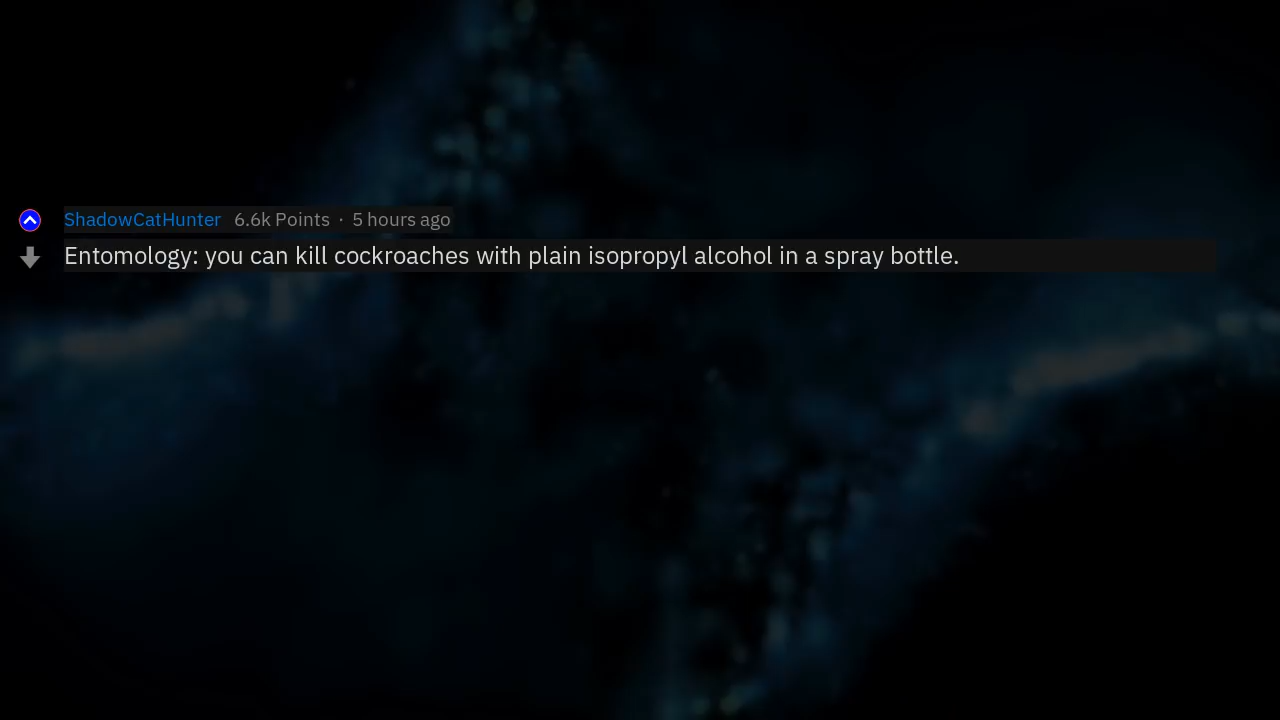 ShadowCatHunter 6.6k Points · 5 hours ago
Entomology: you can kill cockroaches with plain isopropyl alcohol in a spray bottle.